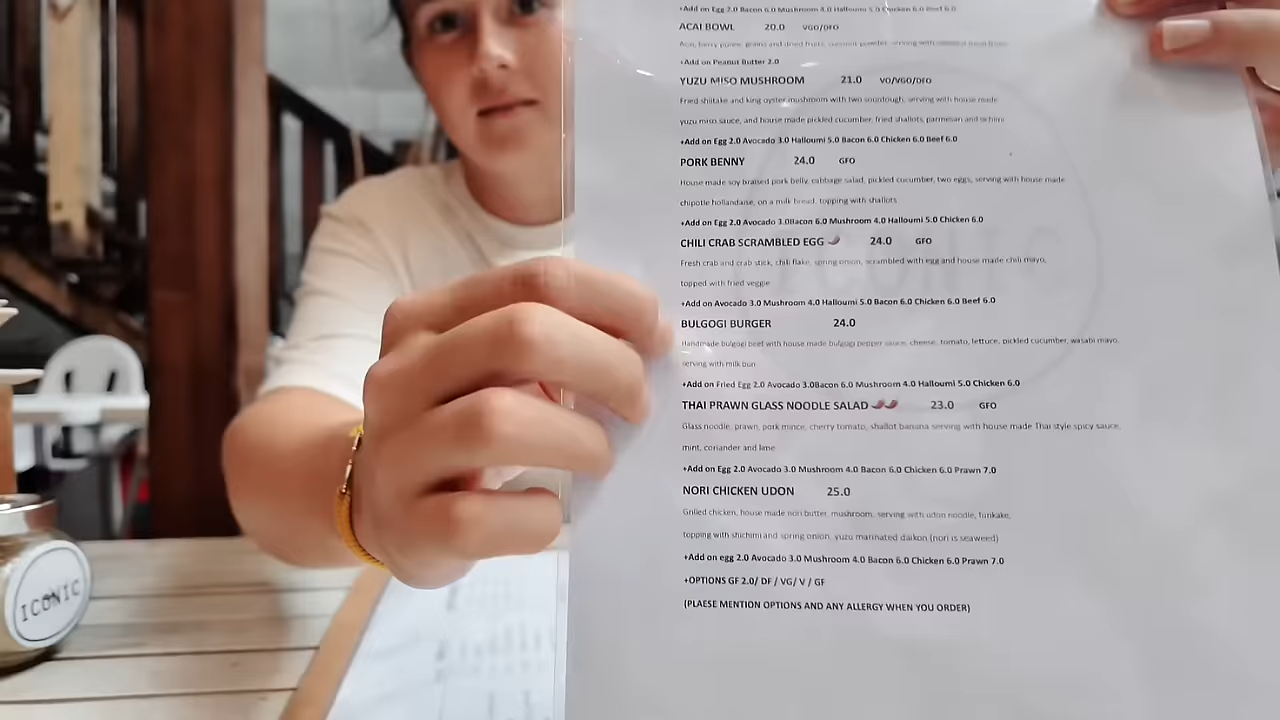 +Add on Egg 2.0 Bacon 6.0 Mushroom 4.0 Halloumi 5.0 Chicken 6.0 Beef 6.0
ACAI BOWL 20.0 VGO/DFO
Acai, berry puree, grains and dried fruits, coconut powder, serving with
+Add on Peanut Butter 2.0
YUZU MISO MUSHROOM 21.0 VO/VGO/DFO
Fried shiitake and king oyster mushroom with two sourdough, serving with house made
yuzu miso sauce, and house made pickled cucumber, fried shallots, parmesan and
+Add on Egg 2.0 Avocado 3.0 Halloumi 5.0 Bacon 6.0 Chicken 6.0 Beef 6.0
PORK BENNY 24.0 GFO
House made soy braised pork belly, cabbage salad, pickled cucumber, two eggs, serving with house made
chipotle hollandaise, on a milk bread, topping with shallots
+Add on Egg 2.0 Avocado 3.0Bacon 6.0 Mushroom 4.0 Halloumi 5.0 Chicken 6.0
CHILI CRAB SCRAMBLED EGG 🌶 24.0 GFO
Fresh crab and crab stick, chili flake, spring onion, scrambled with egg and house made chili mayo,
topped with fried veggie
+Add on Avocado 3.0 Mushroom 4.0 Halloumi 5.0 Bacon 6.0 Chicken 6.0 Beef 6.0
BULGOGI BURGER 24.0
Handmade bulgogi beef with house made bulgogi pepper sauce, cheese, tomato, lettuce, pickled cucumber, wasabi mayo,
serving with milk bun
+Add on Fried Egg 2.0 Avocado 3.0Bacon 6.0 Mushroom 4.0 Halloumi 5.0 Chicken 6.0
THAI PRAWN GLASS NOODLE SALAD 🌶🌶 23.0 GFO
Glass noodle, prawn, pork mince, cherry tomato, shallot banana serving with house made Thai style spicy sauce,
mint, coriander and lime
+Add on Egg 2.0 Avocado 3.0 Mushroom 4.0 Bacon 6.0 Chicken 6.0 Prawn 7.0
NORI CHICKEN UDON 25.0
Grilled chicken, house made nori butter, mushroom, serving with udon noodle, furikake,
topping with shichimi and spring onion, yuzu marinated daikon (nori is seaweed)
+Add on egg 2.0 Avocado 3.0 Mushroom 4.0 Bacon 6.0 Chicken 6.0 Prawn 7.0
+OPTIONS GF 2.0/ DF / VG/ V / GF
(PLAESE MENTION OPTIONS AND ANY ALLERGY WHEN YOU ORDER)
ICONIC
ICONIC